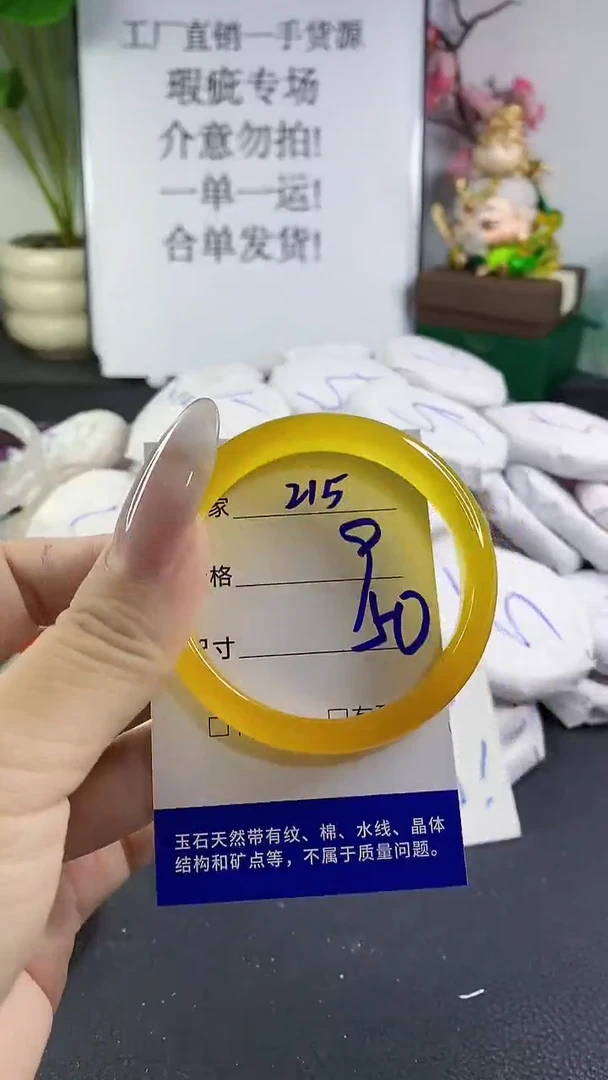 工厂直销一手货源
瑕疵专场
介意勿拍!
一单一运!
合单发货!
家 215
格
寸 50
玉石天然带有纹、棉、水线、晶体
结构和矿点等，不属于质量问题。